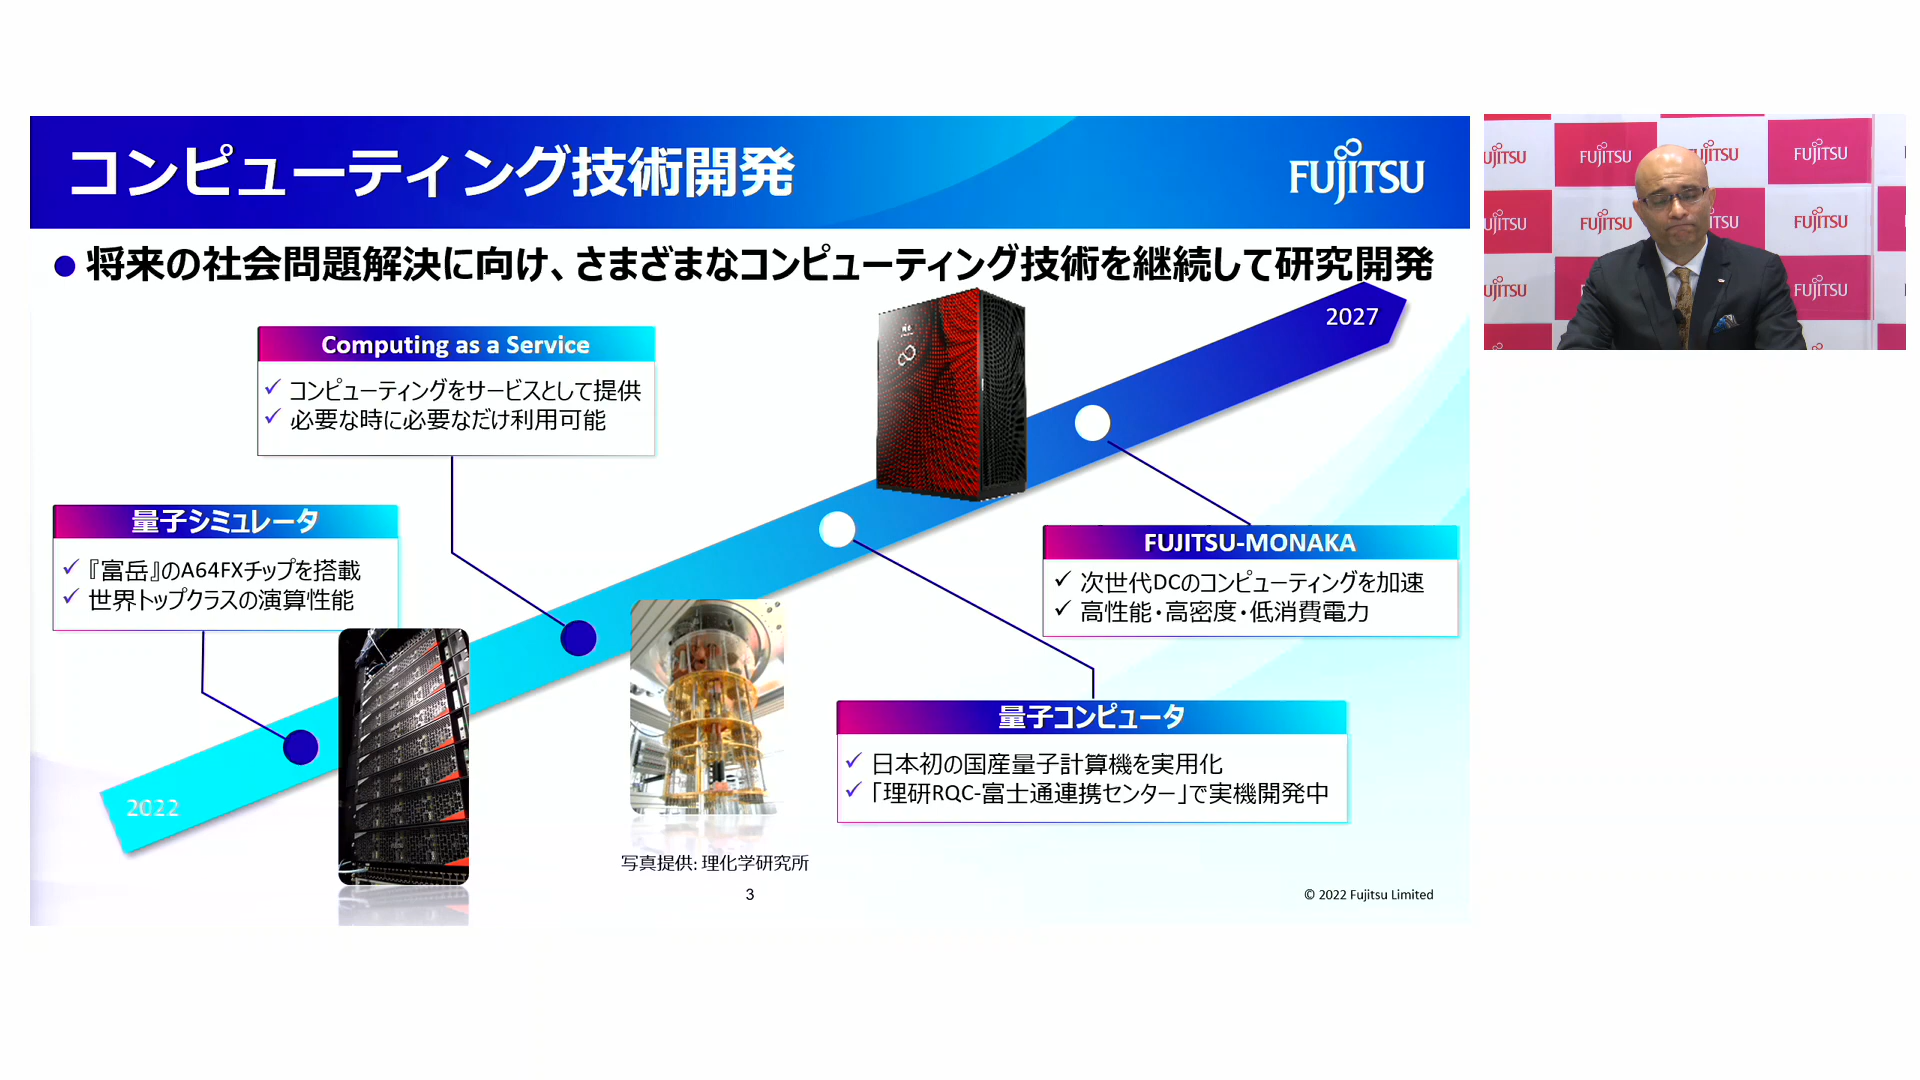 コンピューティング技術開発
FUJITSU
将来の社会問題解決に向け、さまざまなコンピューティング技術を継続して研究開発
2027
Computing as a Service
コンピューティングをサービスとして提供
必要な時に必要なだけ利用可能
量子シミュレータ
『富岳』のA64FXチップを搭載
世界トップクラスの演算性能
FUJITSU-MONAKA
次世代DCのコンピューティングを加速
高性能・高密度・低消費電力
量子コンピュータ
日本初の国産量子計算機を実用化
「理研RQC-富士通連携センター」で実機開発中
2022
写真提供: 理化学研究所
3
© 2022 Fujitsu Limited
FUJITSU
FUJITSU
FUJITSU
FUJITSU
FUJITSU
FUJITSU
FUJITSU
FUJITSU
FUJITSU
FUJITSU